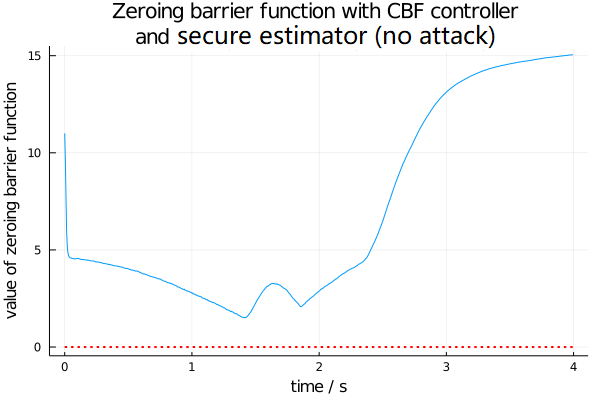 Zeroing barrier function with CBF controller
and secure estimator (no attack)
value of zeroing barrier function
15
10
5
0
0
1
2
3
4
time / s